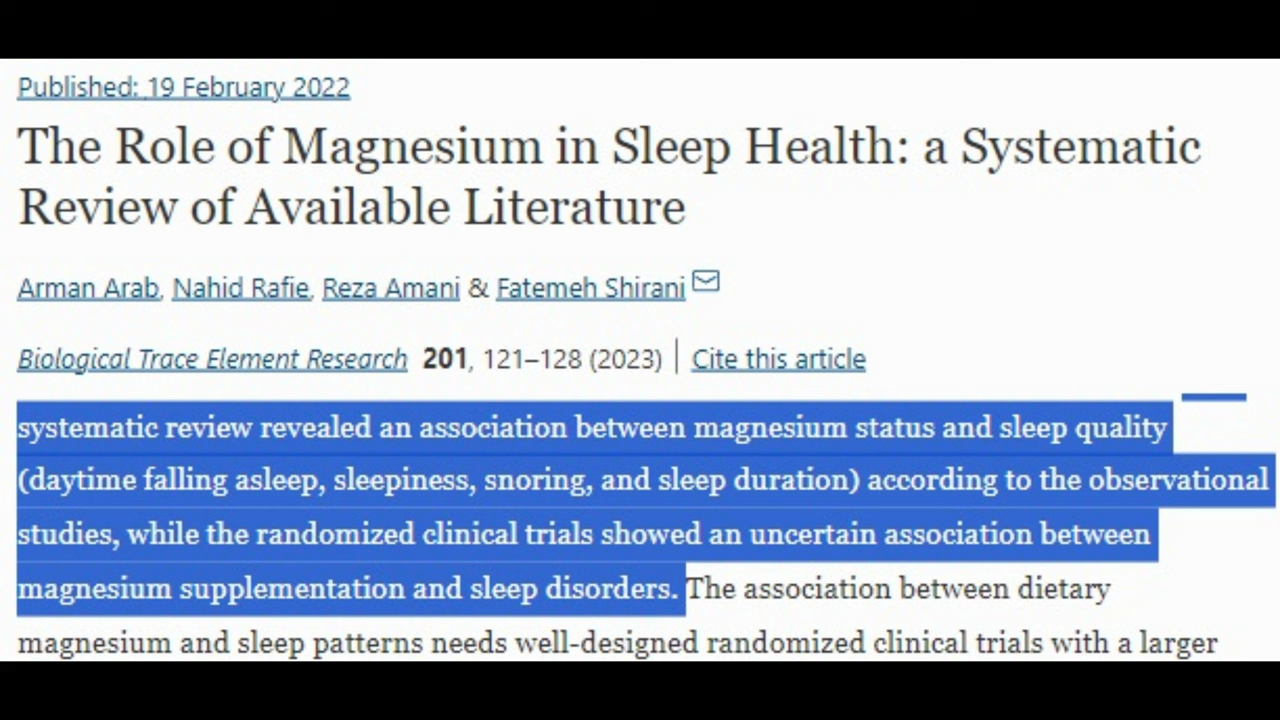 Published: 19 February 2022
The Role of Magnesium in Sleep Health: a Systematic
Review of Available Literature
Arman Arab, Nahid Rafie, Reza Amani & Fatemeh Shirani
Biological Trace Element Research 201, 121–128 (2023) | Cite this article
systematic review revealed an association between magnesium status and sleep quality
(daytime falling asleep, sleepiness, snoring, and sleep duration) according to the observational
studies, while the randomized clinical trials showed an uncertain association between
magnesium supplementation and sleep disorders. The association between dietary
magnesium and sleep patterns needs well-designed randomized clinical trials with a larger